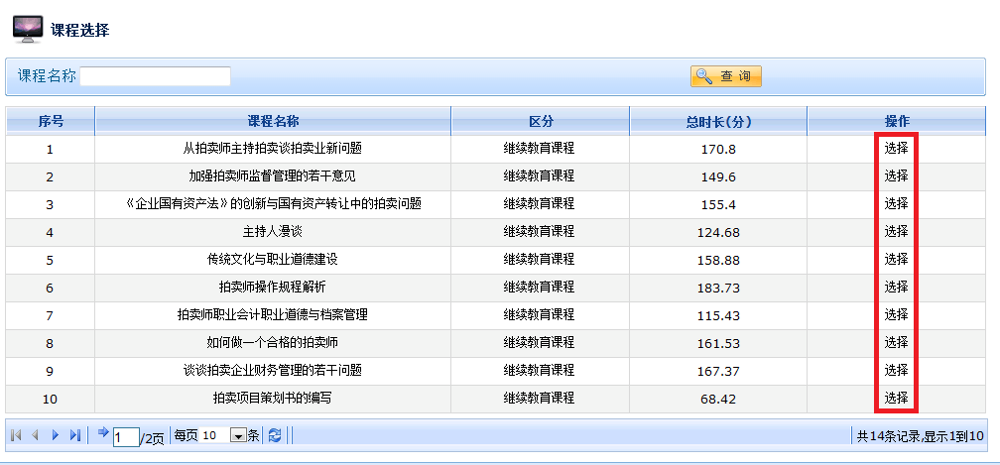 课程选择
课程名称 查 询
序号 课程名称 区分 总时长(分) 操作
1 从拍卖师主持拍卖谈拍卖业新问题 继续教育课程 170.8 选择
2 加强拍卖师监督管理的若干意见 继续教育课程 149.6 选择
3 《企业国有资产法》的创新与国有资产转让中的拍卖问题 继续教育课程 155.4 选择
4 主持人漫谈 继续教育课程 124.68 选择
5 传统文化与职业道德建设 继续教育课程 158.88 选择
6 拍卖师操作规程解析 继续教育课程 183.73 选择
7 拍卖师职业会计职业道德与档案管理 继续教育课程 115.43 选择
8 如何做一个合格的拍卖师 继续教育课程 161.53 选择
9 谈谈拍卖企业财务管理的若干问题 继续教育课程 167.37 选择
10 拍卖项目策划书的编写 继续教育课程 68.42 选择
1 /2页 每页 10 条 共14条记录,显示1到10